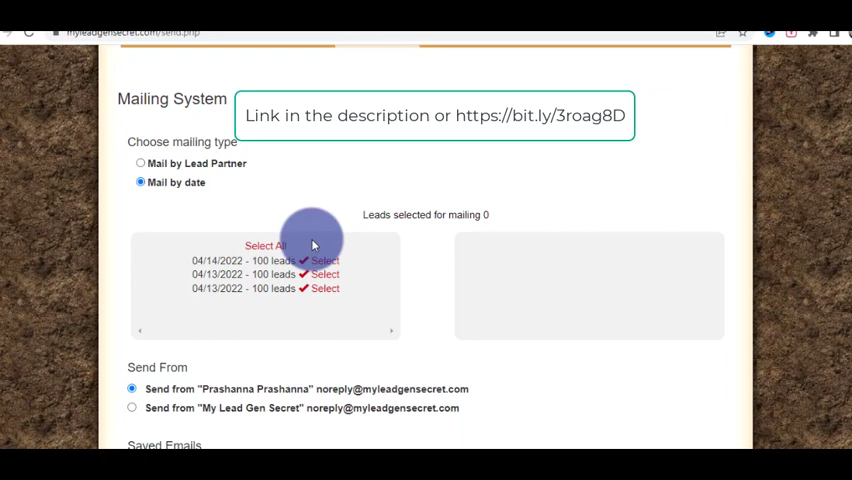 myleadgensecret.com/send.php
Mailing System
Link in the description or https://bit.ly/3roag8D
Choose mailing type
Mail by Lead Partner
Mail by date
Leads selected for mailing 0
Select All
04/14/2022 - 100 leads ✔ Select
04/13/2022 - 100 leads ✔ Select
04/13/2022 - 100 leads ✔ Select
Send From
Send from "Prashanna Prashanna" noreply@myleadgensecret.com
Send from "My Lead Gen Secret" noreply@myleadgensecret.com
Saved Emails